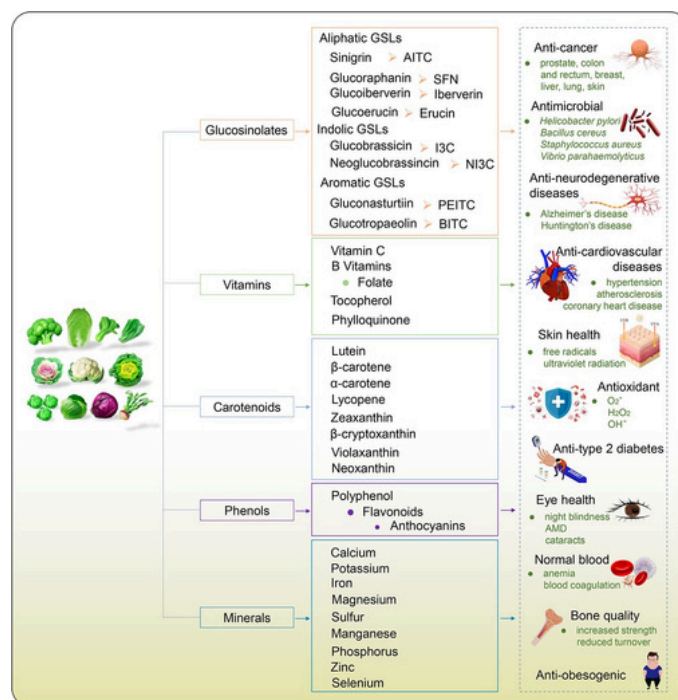 Glucosinolates
Aliphatic GSLs
Sinigrin ➢ AITC
Glucoraphanin ➢ SFN
Glucoiberverin ➢ Iberverin
Glucoerucin ➢ Erucin
Indolic GSLs
Glucobrassicin ➢ I3C
Neoglucobrassincin ➢ NI3C
Aromatic GSLs
Gluconasturtiin ➢ PEITC
Glucotropaeolin ➢ BITC
Vitamins
Vitamin C
B Vitamins
• Folate
Tocopherol
Phylloquinone
Carotenoids
Lutein
β-carotene
α-carotene
Lycopene
Zeaxanthin
β-cryptoxanthin
Violaxanthin
Neoxanthin
Phenols
Polyphenol
• Flavonoids
• Anthocyanins
Minerals
Calcium
Potassium
Iron
Magnesium
Sulfur
Manganese
Phosphorus
Zinc
Selenium
Anti-cancer
• prostate, colon
and rectum, breast,
liver, lung, skin
Antimicrobial
• Helicobacter pylori
Bacillus cereus
Staphylococcus aureus
Vibrio parahaemolyticus
Anti-neurodegenerative
diseases
• Alzheimer's disease
Huntington's disease
Anti-cardiovascular
diseases
• hypertension
atherosclerosis
coronary heart disease
Skin health
• free radicals
ultraviolet radiation
Antioxidant
• O₂⁻
H₂O₂
OH⁻
Anti-type 2 diabetes
Eye health
• night blindness
AMD
cataracts
Normal blood
• anemia
blood coagulation
Bone quality
• increased strength
reduced turnover
Anti-obesogenic